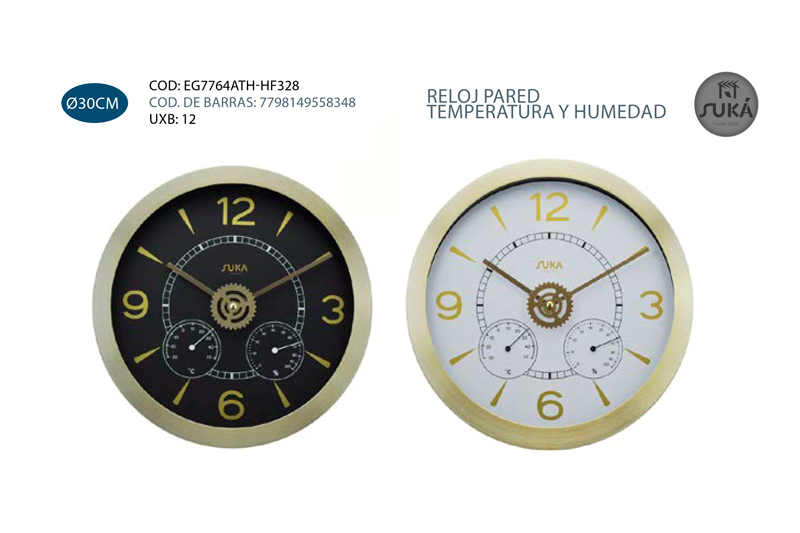 Ø30CM
COD: EG7764ATH-HF328
COD. DE BARRAS: 7798149558348
UXB: 12
RELOJ PARED
TEMPERATURA Y HUMEDAD
SUKÁ
12
SUKA
9
3
°C
%
6
12
SUKÁ
9
3
°C
%
6